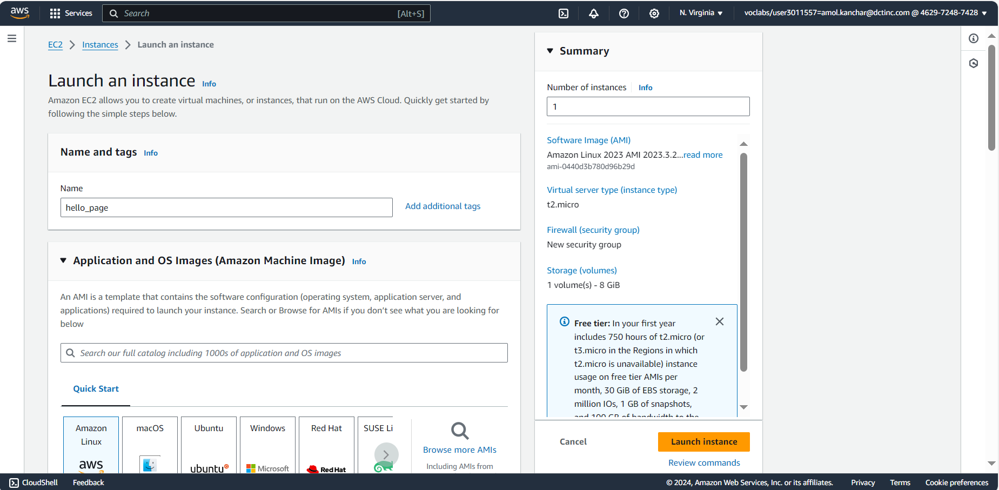 aws
Services
Search
[Alt+S]
N. Virginia
voclabs/user3011557=amol.kanchar@dctinc.com @ 4629-7248-7428
EC2
Instances
Launch an instance
Launch an instance
Info
Amazon EC2 allows you to create virtual machines, or instances, that run on the AWS Cloud. Quickly get started by
following the simple steps below.
Name and tags
Info
Name
hello_page
Add additional tags
Application and OS Images (Amazon Machine Image)
Info
An AMI is a template that contains the software configuration (operating system, application server, and
applications) required to launch your instance. Search or Browse for AMIs if you don't see what you are looking for
below
Search our full catalog including 1000s of application and OS images
Quick Start
Amazon
Linux
aws
macOS
Ubuntu
ubuntu
Windows
Microsoft
Red Hat
Red Hat
SUSE Li
Browse more AMIs
Including AMIs from
Summary
Number of instances
Info
1
Software Image (AMI)
Amazon Linux 2023 AMI 2023.3.2...read more
ami-0440d3b780d96b29d
Virtual server type (instance type)
t2.micro
Firewall (security group)
New security group
Storage (volumes)
1 volume(s) - 8 GiB
Free tier: In your first year
includes 750 hours of t2.micro (or
t3.micro in the Regions in which
t2.micro is unavailable) instance
usage on free tier AMIs per
month, 30 GiB of EBS storage, 2
million IOs, 1 GB of snapshots,
and 100 GB of bandwidth to the
Cancel
Launch instance
Review commands
CloudShell
Feedback
© 2024, Amazon Web Services, Inc. or its affiliates.
Privacy
Terms
Cookie preferences